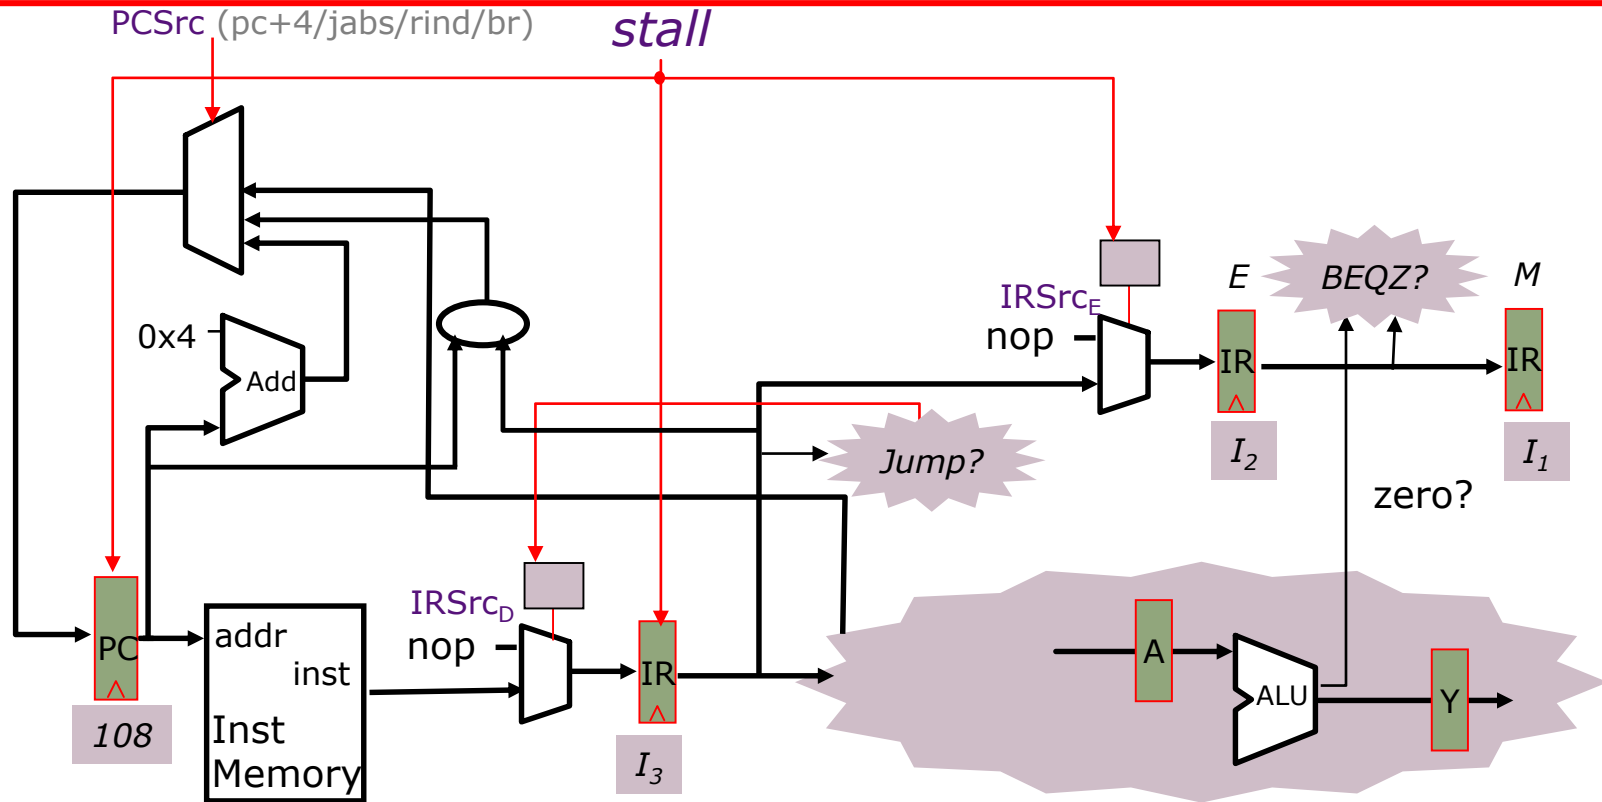 PCSrc (pc+4/jabs/rind/br)
stall
E
BEQZ?
M
IRSrcE
nop
0x4
Add
IR
IR
I2
I1
Jump?
zero?
IRSrcD
nop
PC
addr
inst
Inst
Memory
IR
A
ALU
Y
108
I3